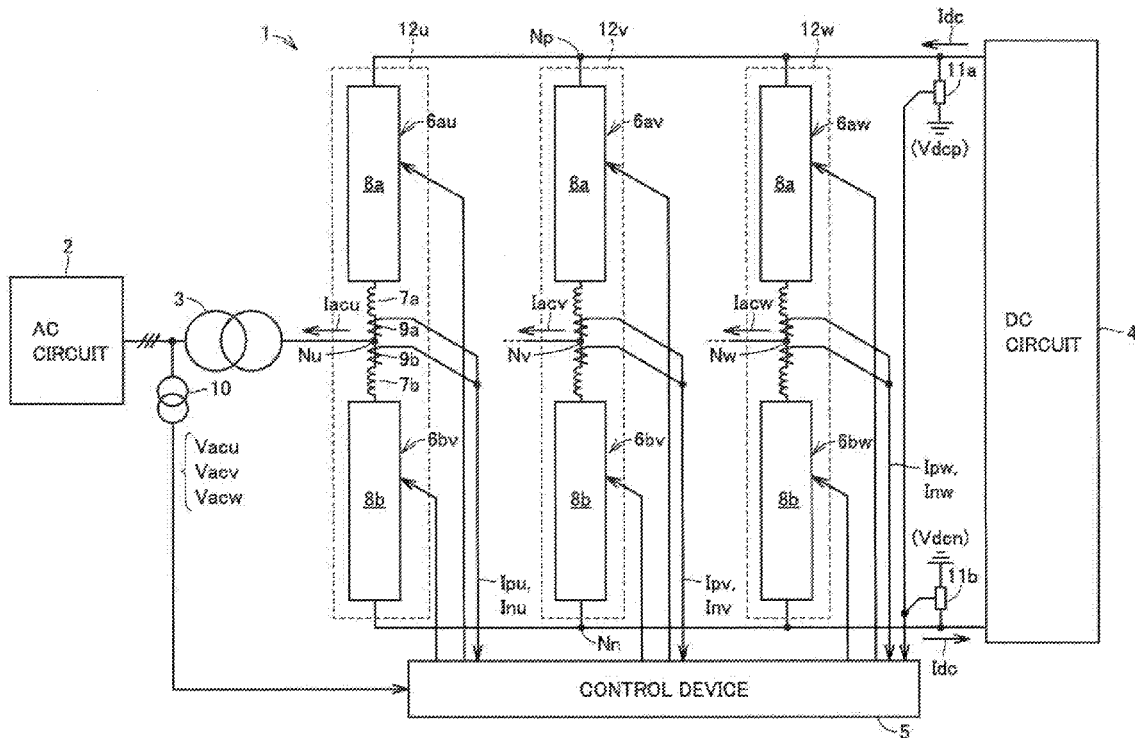 1
12u
Np
12v
12w
Idc
11a
(Vdcp)
6au
6av
6aw
8a
8a
8a
2
AC
CIRCUIT
3
Iacu
7a
9a
Nu
9b
7b
Iacv
Nv
Iacw
Nw
DC
CIRCUIT
4
10
Vacu
Vacv
Vacw
6bv
6bv
6bw
8b
8b
8b
Ipu,
Inu
Ipv,
Inv
Ipw,
Inw
(Vdcn)
11b
Nn
Idc
CONTROL DEVICE
5